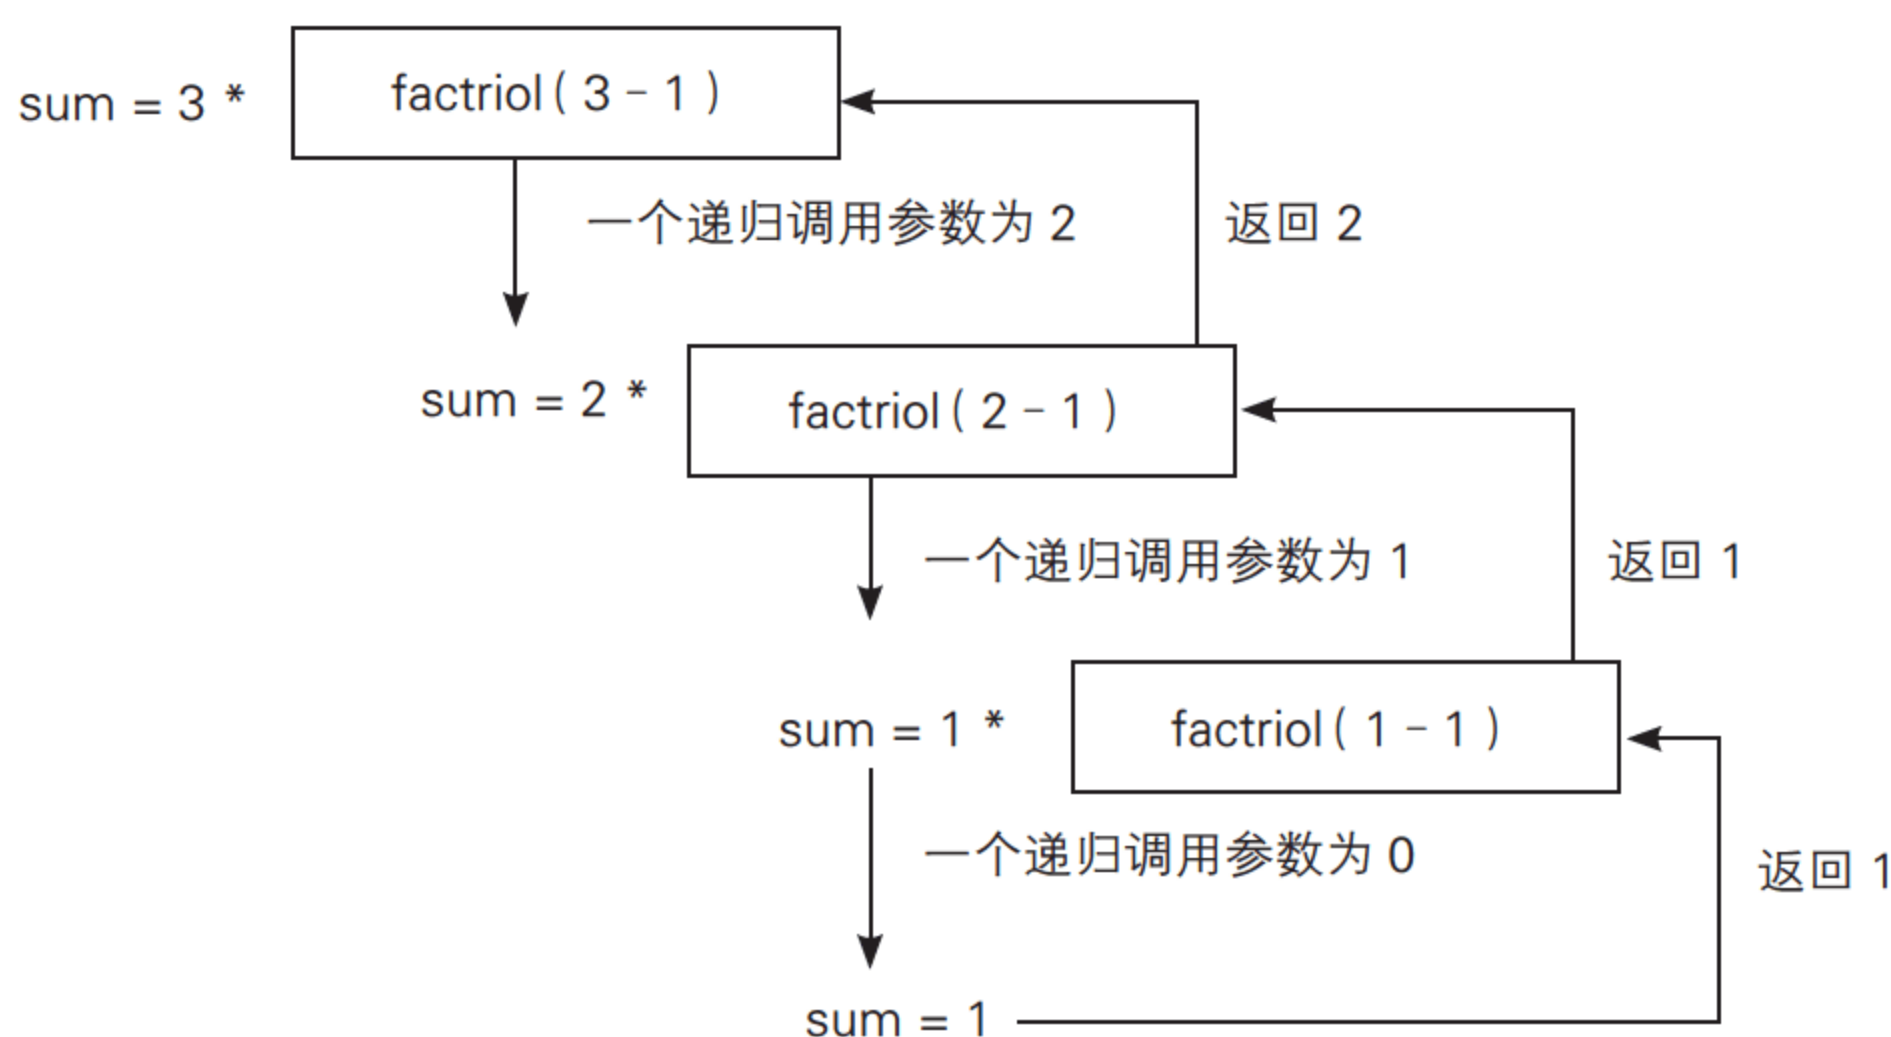 sum = 3 * factriol( 3 - 1 )
一个递归调用参数为 2
返回 2
sum = 2 * factriol( 2 - 1 )
一个递归调用参数为 1
返回 1
sum = 1 * factriol( 1 - 1 )
一个递归调用参数为 0
返回 1
sum = 1